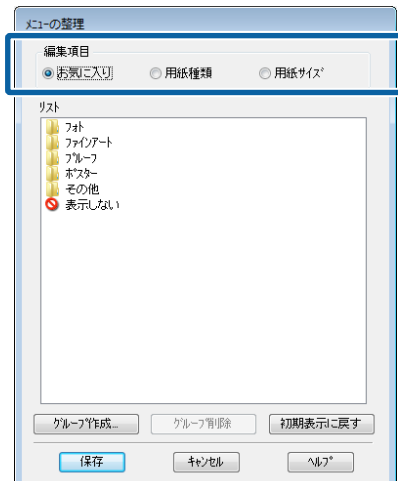 メニューの整理
編集項目
お気に入り 用紙種類 用紙サイズ
リスト
フォト
ファインアート
プルーフ
ポスター
その他
表示しない
グループ作成... グループ削除 初期表示に戻す
保存 キャンセル ヘルプ